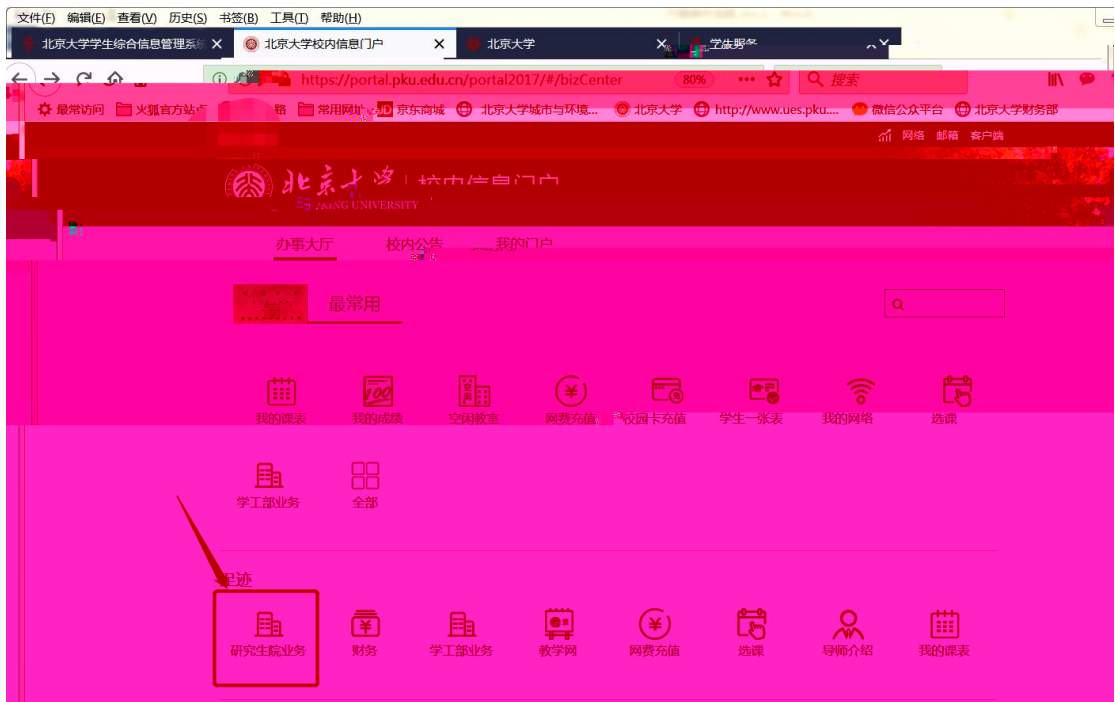 文件(F) 编辑(E) 查看(V) 历史(S) 书签(B) 工具(T) 帮助(H)
北京大学学生综合信息管理系统 北京大学校内信息门户 北京大学 学生服务
https://portal.pku.edu.cn/portal2017/#/bizCenter 80% 搜索
最常访问 火狐官方站点 常用网址 京东商城 北京大学城市与环境... 北京大学 http://www.ues.pku.... 微信公众平台 北京大学财务部
网络 邮箱 客户端
北京大学 校内信息门户
PEKING UNIVERSITY
办事大厅 校内公告 我的门户
最常用
我的课表 我的成绩 空闲教室 网费充值 校园卡充值 学生一张表 我的网络 选课
学工部业务 全部
足迹
研究生院业务 财务 学工部业务 教学网 网费充值 选课 导师介绍 我的课表